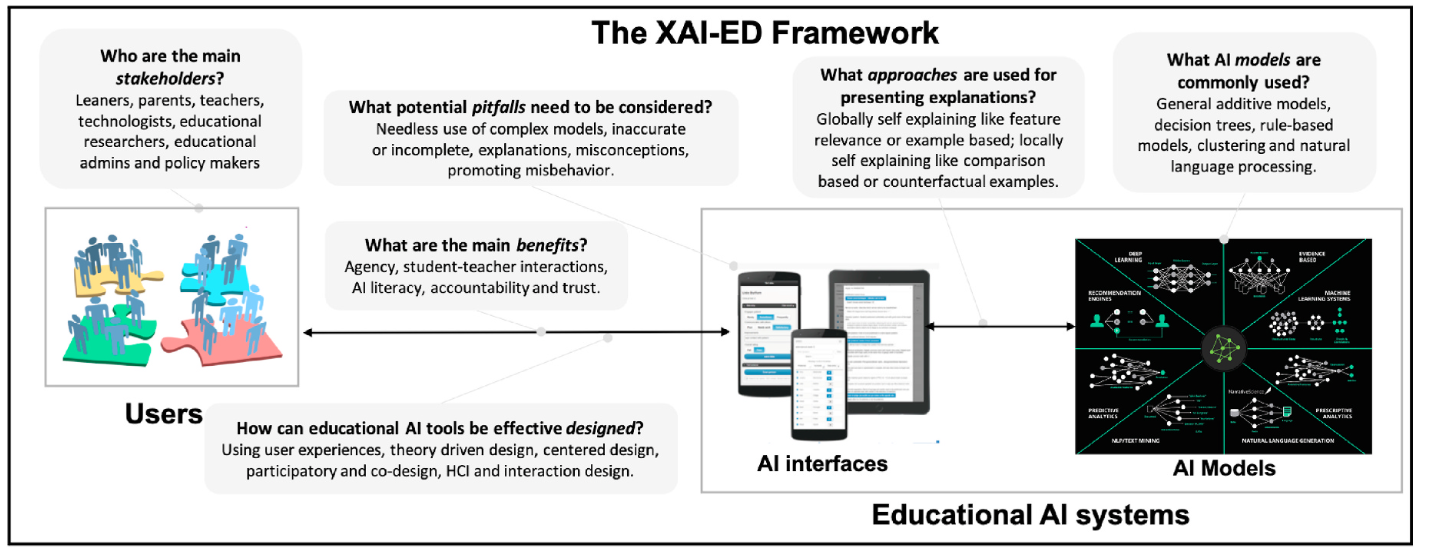 The XAI-ED Framework
Who are the main
stakeholders?
Leaners, parents, teachers,
technologists, educational
researchers, educational
admins and policy makers
What potential pitfalls need to be considered?
Needless use of complex models, inaccurate
or incomplete, explanations, misconceptions,
promoting misbehavior.
What approaches are used for
presenting explanations?
Globally self explaining like feature
relevance or example based; locally
self explaining like comparison
based or counterfactual examples.
What AI models are
commonly used?
General additive models,
decision trees, rule-based
models, clustering and natural
language processing.
What are the main benefits?
Agency, student-teacher interactions,
AI literacy, accountability and trust.
Users
How can educational AI tools be effective designed?
Using user experiences, theory driven design, centered design,
participatory and co-design, HCI and interaction design.
AI interfaces
DEEP
LEARNING
EVIDENCE
BASED
RECOMMENDATION
ENGINES
MACHINE
LEARNING SYSTEMS
PREDICTIVE
ANALYTICS
PRESCRIPTIVE
ANALYTICS
NLP/TEXT MINING
NATURAL LANGUAGE GENERATION
AI Models
Educational AI systems